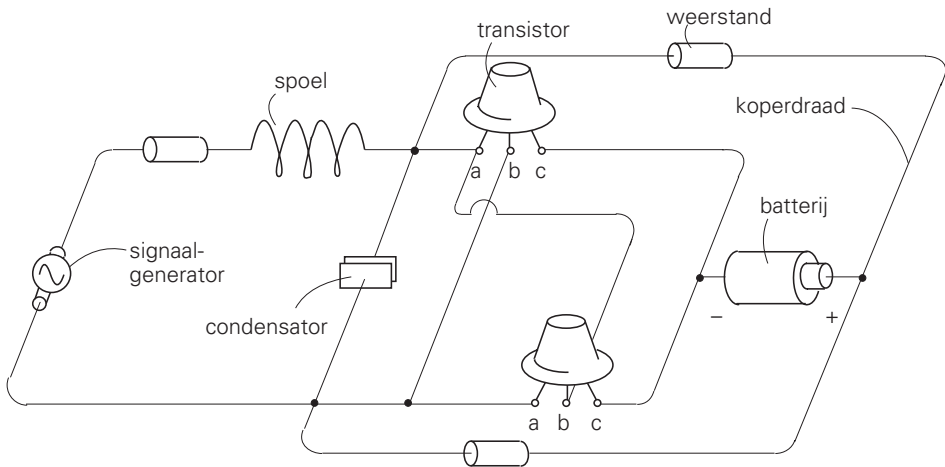 weerstand
transistor
spoel
koperdraad
a b c
batterij
signaal-
generator
condensator
− +
a b c